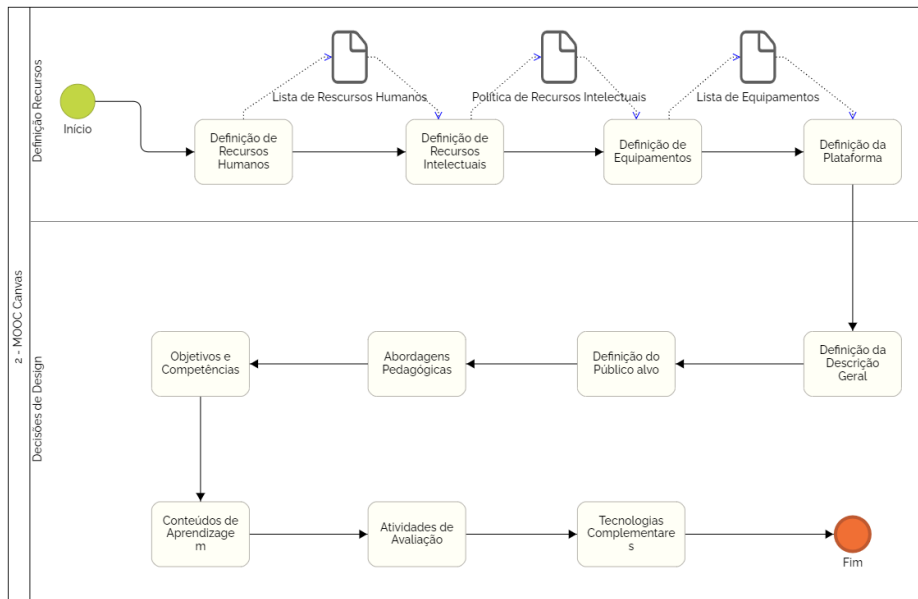 2 - MOOC Canvas
Definição Recursos
Lista de Rescursos Humanos
Política de Recursos Intelectuais
Lista de Equipamentos
Início
Definição de
Recursos
Humanos
Definição de
Recursos
Intelectuais
Definição de
Equipamentos
Definição da
Plataforma
Decisões de Design
Objetivos e
Competências
Abordagens
Pedagógicas
Definição do
Público alvo
Definição da
Descrição
Geral
Conteúdos de
Aprendizage
m
Atividades de
Avaliação
Tecnologias
Complementare
s
Fim